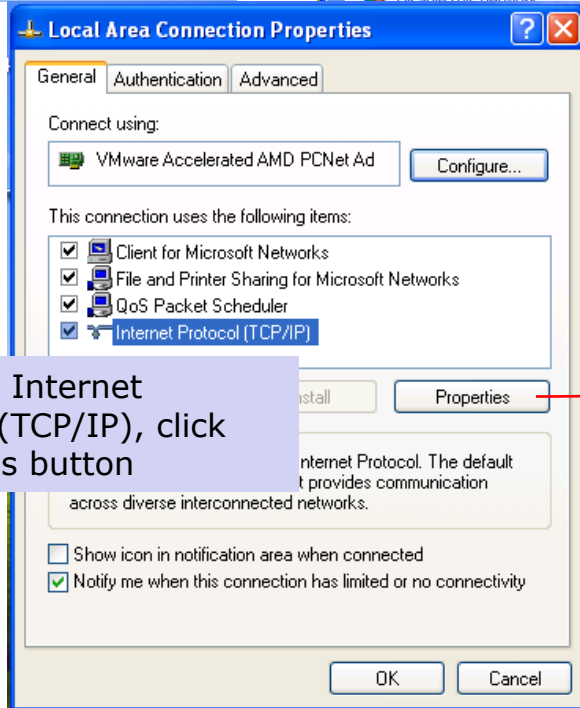 Local Area Connection Properties
General Authentication Advanced
Connect using:
VMware Accelerated AMD PCNet Ad
Configure...
This connection uses the following items:
Client for Microsoft Networks
File and Printer Sharing for Microsoft Networks
QoS Packet Scheduler
Internet Protocol (TCP/IP)
Internet
(TCP/IP), click
s button
stall
Properties
nternet Protocol. The default
t provides communication
across diverse interconnected networks.
Show icon in notification area when connected
Notify me when this connection has limited or no connectivity
OK Cancel